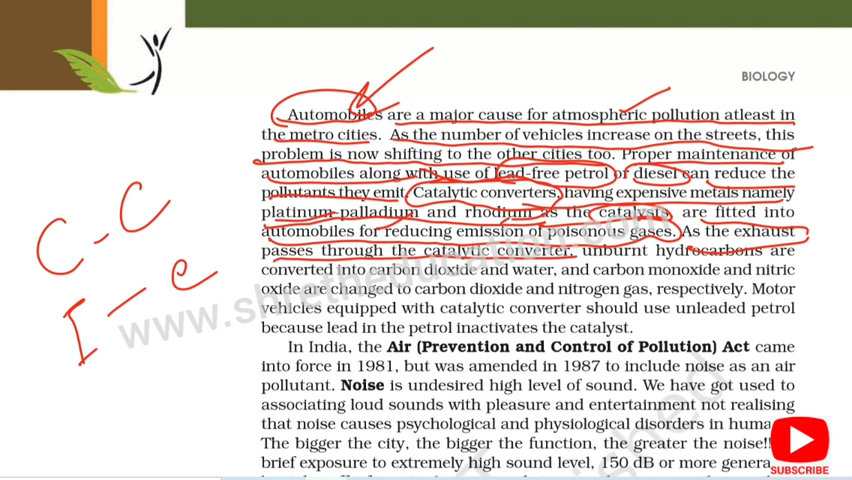 BIOLOGY
Automobiles are a major cause for atmospheric pollution atleast in
the metro cities. As the number of vehicles increase on the streets, this
problem is now shifting to the other cities too. Proper maintenance of
automobiles along with use of lead-free petrol or diesel can reduce the
pollutants they emit. Catalytic converters, having expensive metals namely
platinum-palladium and rhodium as the catalysts, are fitted into
automobiles for reducing emission of poisonous gases. As the exhaust
passes through the catalytic converter, unburnt hydrocarbons are
converted into carbon dioxide and water, and carbon monoxide and nitric
oxide are changed to carbon dioxide and nitrogen gas, respectively. Motor
vehicles equipped with catalytic converter should use unleaded petrol
because lead in the petrol inactivates the catalyst.
In India, the Air (Prevention and Control of Pollution) Act came
into force in 1981, but was amended in 1987 to include noise as an air
pollutant. Noise is undesired high level of sound. We have got used to
associating loud sounds with pleasure and entertainment not realising
that noise causes psychological and physiological disorders in huma
The bigger the city, the bigger the function, the greater the noise!!
brief exposure to extremely high sound level, 150 dB or more genera
C-C
I-e
SUBSCRIBE